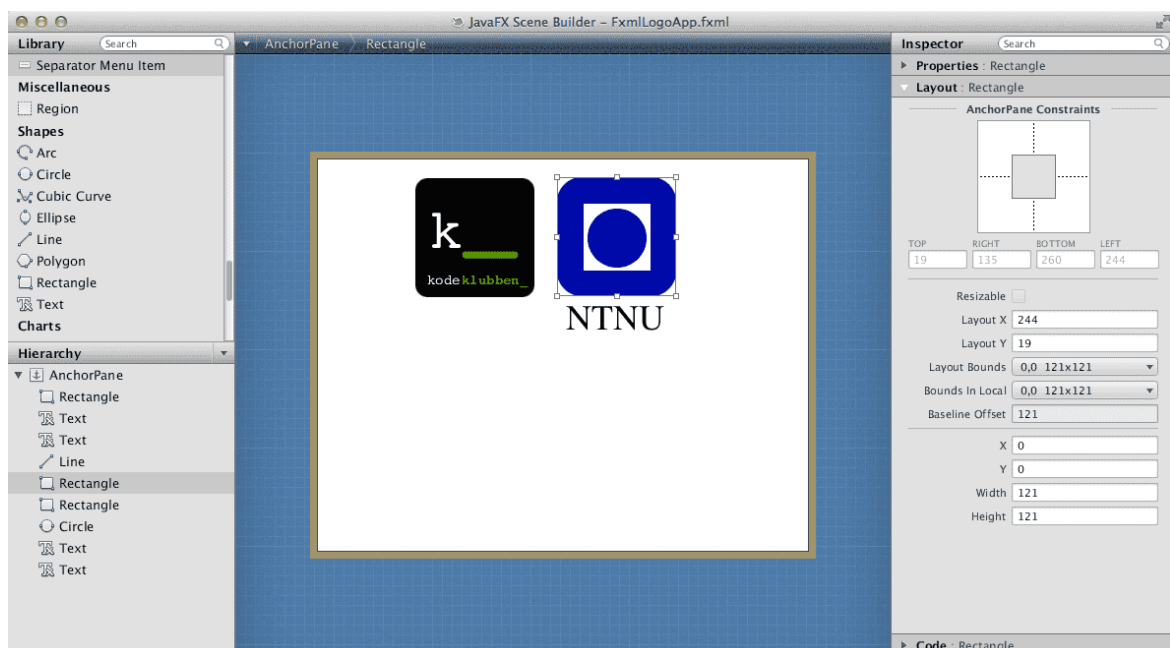 JavaFX Scene Builder – FxmlLogoApp.fxml
Library
Search
Separator Menu Item
Miscellaneous
Region
Shapes
Arc
Circle
Cubic Curve
Ellipse
Line
Polygon
Rectangle
Text
Charts
Hierarchy
AnchorPane
Rectangle
Text
Text
Line
Rectangle
Rectangle
Circle
Text
Text
AnchorPane Rectangle
k_
kodeklubben_
NTNU
Inspector
Search
Properties : Rectangle
Layout : Rectangle
AnchorPane Constraints
TOP RIGHT BOTTOM LEFT
19 135 260 244
Resizable
Layout X 244
Layout Y 19
Layout Bounds 0,0 121x121
Bounds In Local 0,0 121x121
Baseline Offset 121
X 0
Y 0
Width 121
Height 121
Code : Rectangle